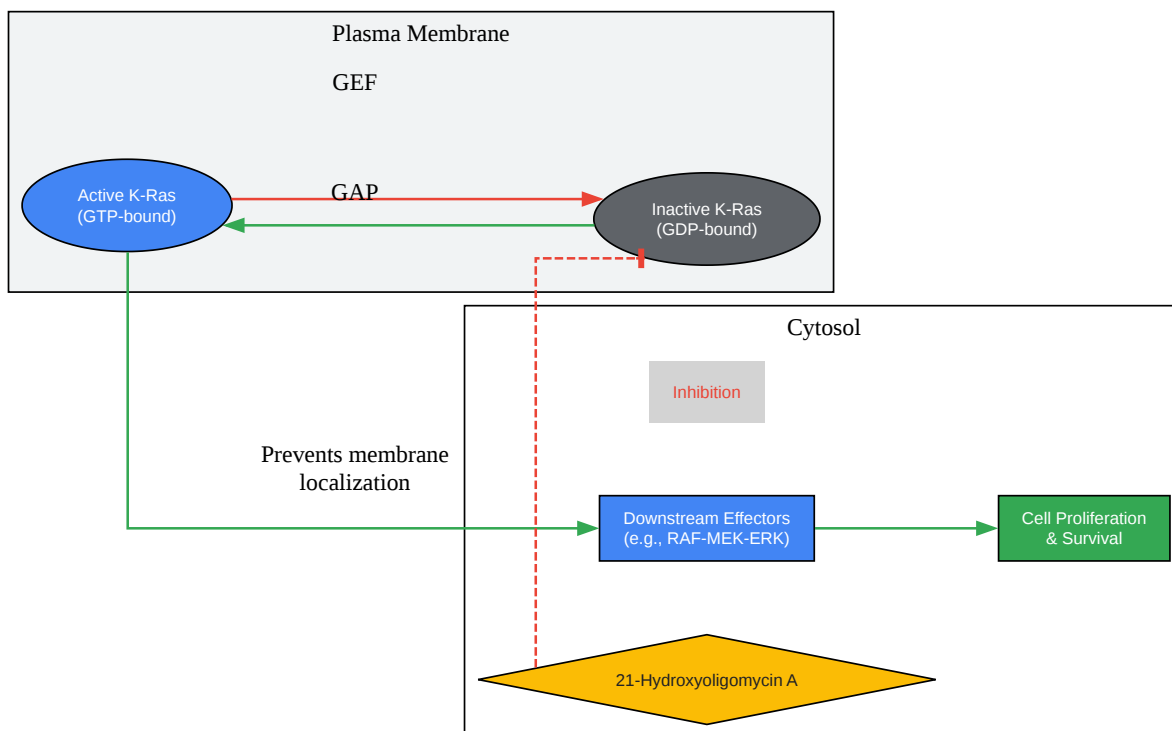 Plasma Membrane
GEF
Active K-Ras
(GTP-bound)
GAP
Inactive K-Ras
(GDP-bound)
Cytosol
Inhibition
Prevents membrane
localization
Downstream Effectors
(e.g., RAF-MEK-ERK)
Cell Proliferation
& Survival
21-Hydroxyoligomycin A